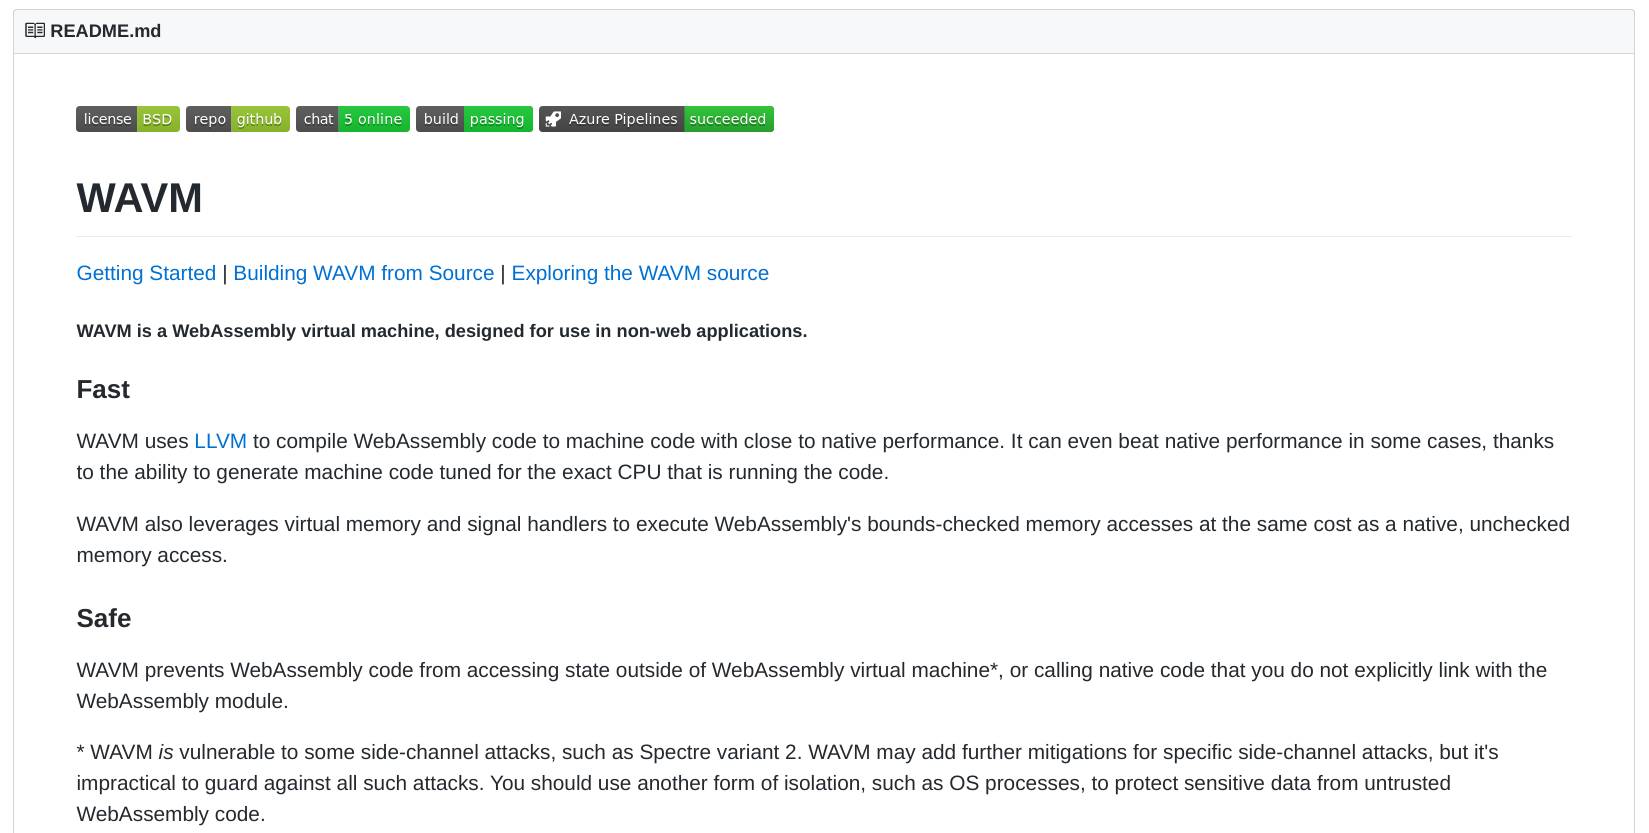 README.md
license BSD repo github chat 5 online build passing Azure Pipelines succeeded
WAVM
Getting Started | Building WAVM from Source | Exploring the WAVM source
WAVM is a WebAssembly virtual machine, designed for use in non-web applications.
Fast
WAVM uses LLVM to compile WebAssembly code to machine code with close to native performance. It can even beat native performance in some cases, thanks
to the ability to generate machine code tuned for the exact CPU that is running the code.
WAVM also leverages virtual memory and signal handlers to execute WebAssembly's bounds-checked memory accesses at the same cost as a native, unchecked
memory access.
Safe
WAVM prevents WebAssembly code from accessing state outside of WebAssembly virtual machine*, or calling native code that you do not explicitly link with the
WebAssembly module.
* WAVM is vulnerable to some side-channel attacks, such as Spectre variant 2. WAVM may add further mitigations for specific side-channel attacks, but it's
impractical to guard against all such attacks. You should use another form of isolation, such as OS processes, to protect sensitive data from untrusted
WebAssembly code.